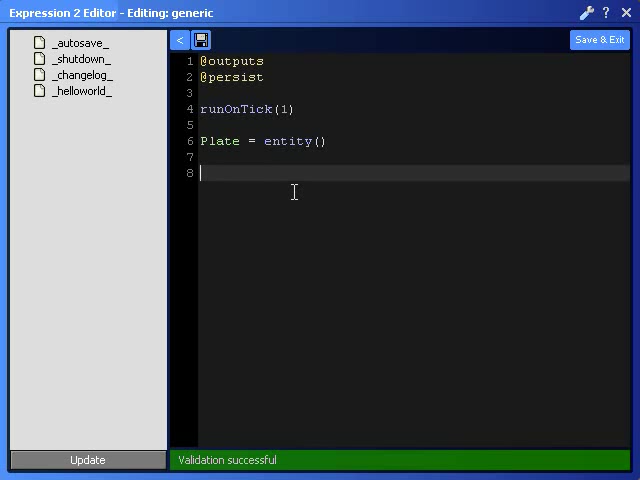 Expression 2 Editor - Editing: generic
?
_autosave_
_shutdown_
_changelog_
_helloworld_
<
Save & Exit
1 @outputs
2 @persist
3
4 runOnTick(1)
5
6 Plate = entity()
7
8
Update
Validation successful